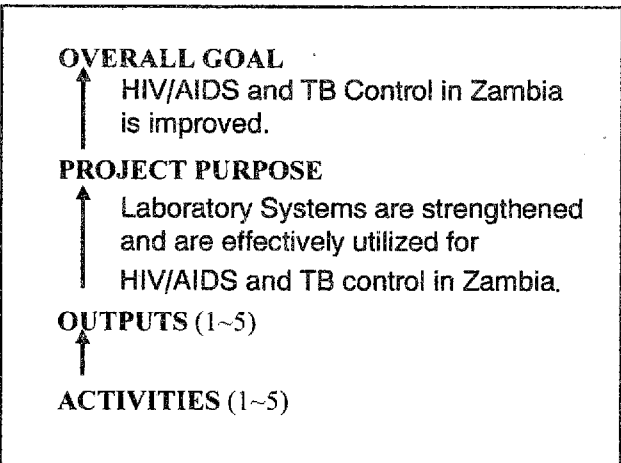 OVERALL GOAL
HIV/AIDS and TB Control in Zambia
is improved.
PROJECT PURPOSE
Laboratory Systems are strengthened
and are effectively utilized for
HIV/AIDS and TB control in Zambia.
OUTPUTS (1~5)
ACTIVITIES (1~5)